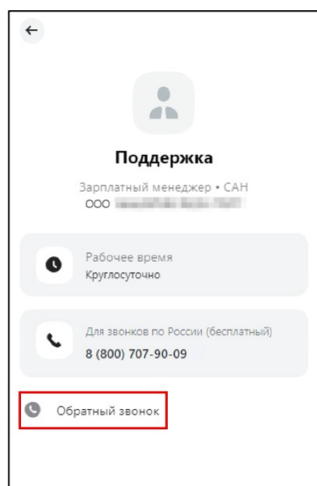 Поддержка
Зарплатный менеджер • САН
ООО
Рабочее время
Круглосуточно
Для звонков по России (бесплатный)
8 (800) 707-90-09
Обратный звонок